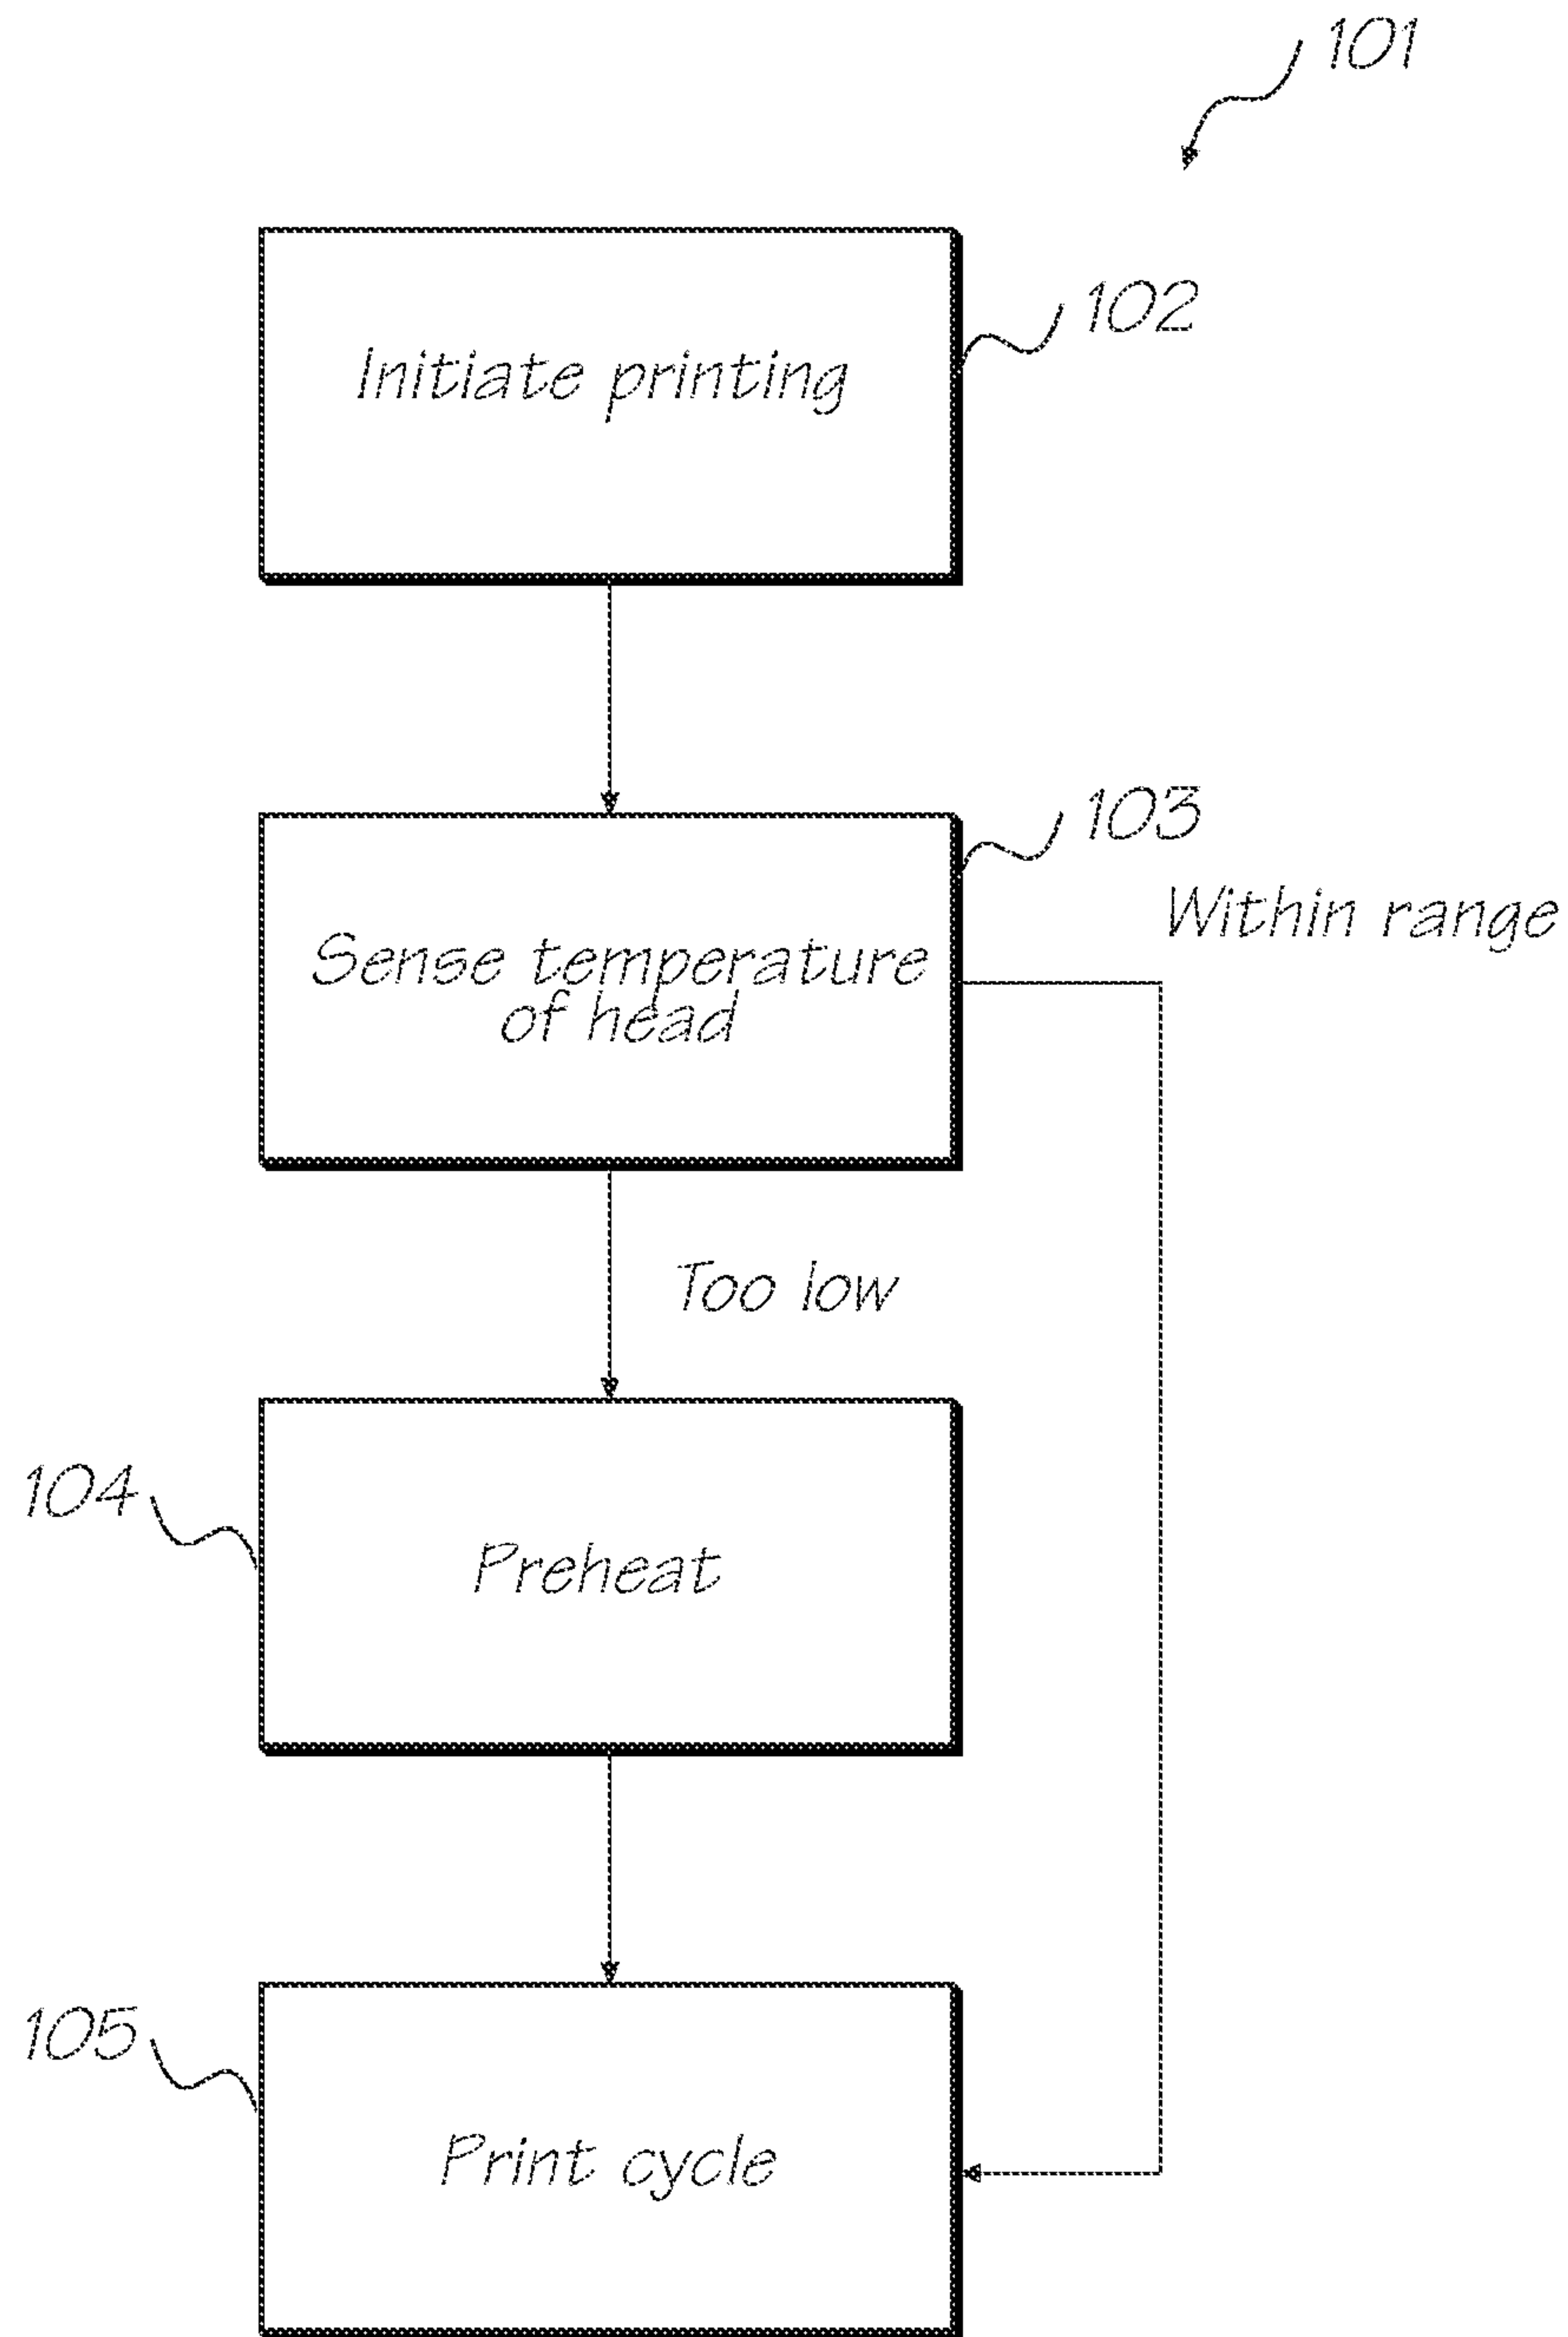 101
Initiate printing
102
103
Within range
Sense temperature
of head
Too low
104
Preheat
105
Print cycle